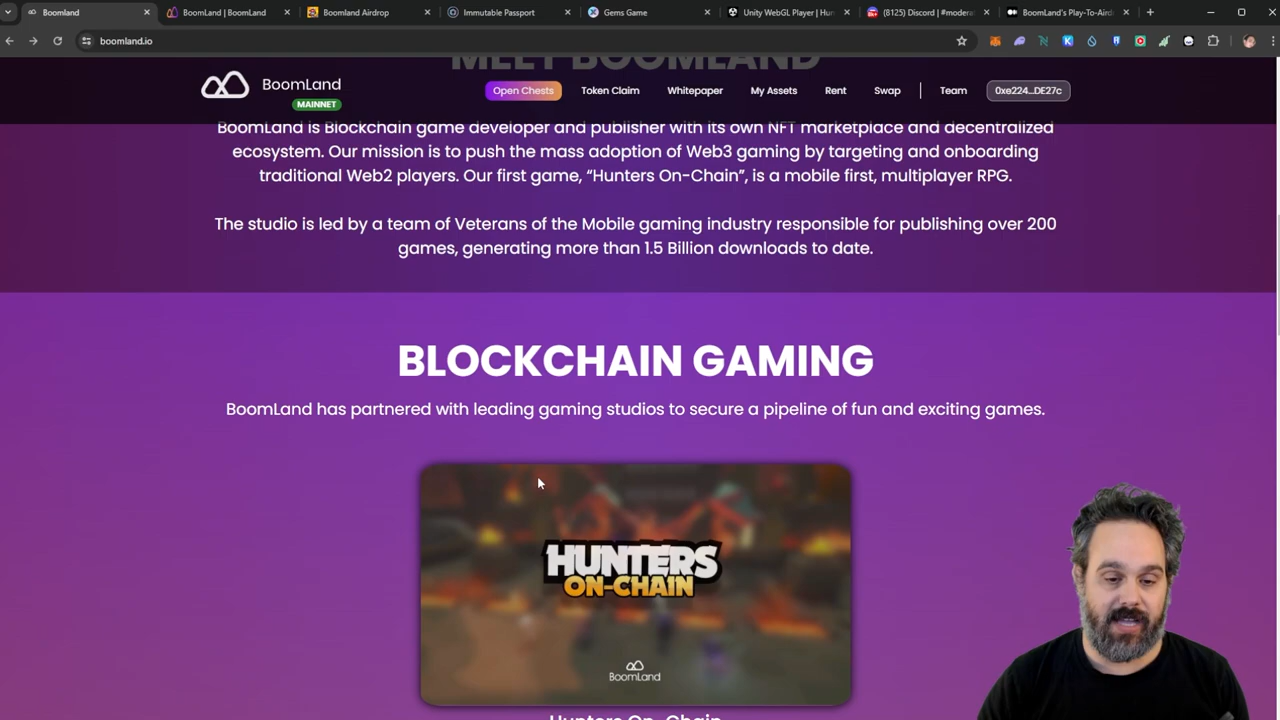 Boomland
BoomLand | BoomLand
Boomland Airdrop
Immutable Passport
Gems Game
Unity WebGL Player | Hun
(8125) Discord | #modera
BoomLand's Play-To-Aird
boomland.io
MEET BOOMLAND
BoomLand
MAINNET
Open Chests
Token Claim
Whitepaper
My Assets
Rent
Swap
Team
0xe224...DE27c
BoomLand is Blockchain game developer and publisher with its own NFT marketplace and decentralized
ecosystem. Our mission is to push the mass adoption of Web3 gaming by targeting and onboarding
traditional Web2 players. Our first game, “Hunters On-Chain”, is a mobile first, multiplayer RPG.
The studio is led by a team of Veterans of the Mobile gaming industry responsible for publishing over 200
games, generating more than 1.5 Billion downloads to date.
BLOCKCHAIN GAMING
BoomLand has partnered with leading gaming studios to secure a pipeline of fun and exciting games.
HUNTERS
ON-CHAIN
BoomLand
Hunters On-Chain